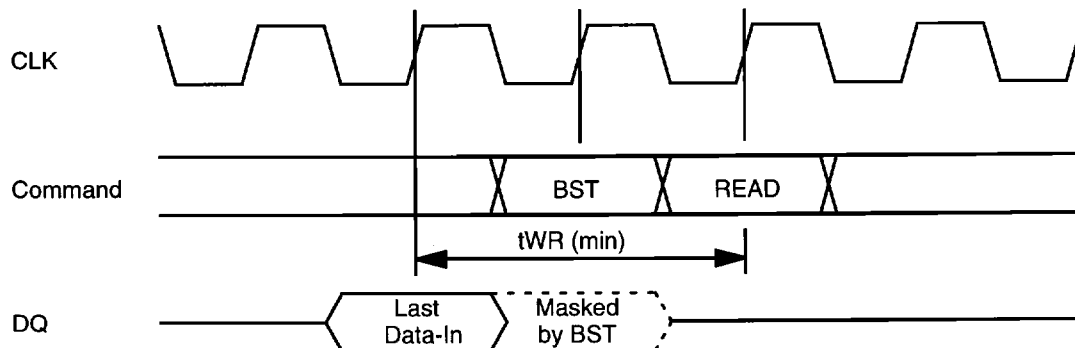 CLK
Command
BST
READ
tWR (min)
DQ
Last
Data-In
Masked
by BST